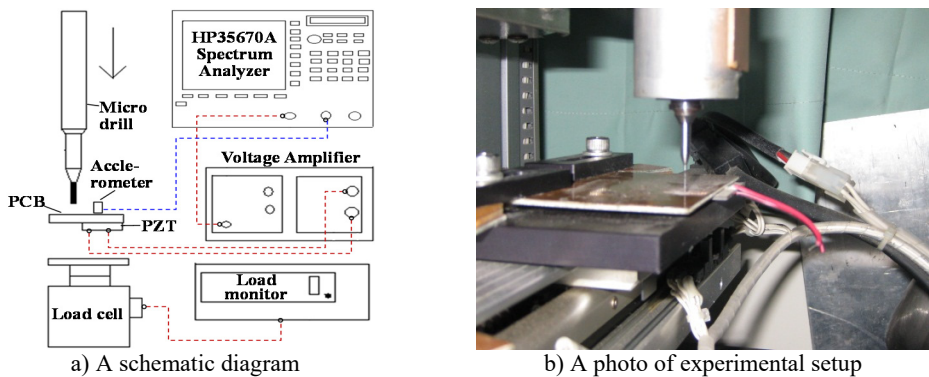 HP35670A
Spectrum
Analyzer
Micro
drill
Accle-
rometer
Voltage Amplifier
PCB
PZT
Load
monitor
Load cell
a) A schematic diagram
b) A photo of experimental setup